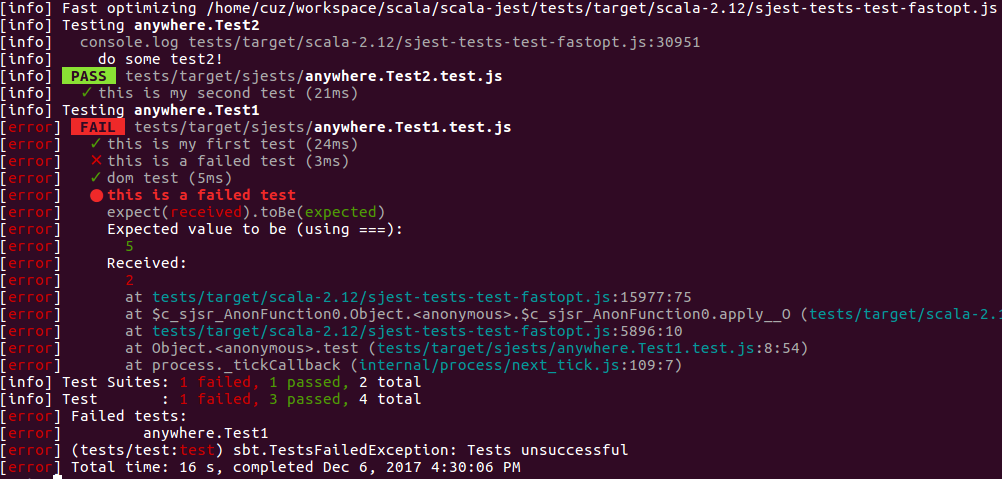 [info] Fast optimizing /home/cuz/workspace/scala/scala-jest/tests/target/scala-2.12/sjest-tests-test-fastopt.js
[info] Testing anywhere.Test2
[info]   console.log tests/target/scala-2.12/sjest-tests-test-fastopt.js:30951
[info]     do some test2!
[info]  PASS  tests/target/sjests/anywhere.Test2.test.js
[info]   ✓ this is my second test (21ms)
[info] Testing anywhere.Test1
[error]  FAIL  tests/target/sjests/anywhere.Test1.test.js
[error]   ✓ this is my first test (24ms)
[error]   ✕ this is a failed test (3ms)
[error]   ✓ dom test (5ms)
[error]   ● this is a failed test
[error]     expect(received).toBe(expected)
[error]     Expected value to be (using ===):
[error]       5
[error]     Received:
[error]       2
[error]       at tests/target/scala-2.12/sjest-tests-test-fastopt.js:15977:75
[error]       at $c_sjsr_AnonFunction0.Object.<anonymous>.$c_sjsr_AnonFunction0.apply__O (tests/target/scala-2.1
[error]       at tests/target/scala-2.12/sjest-tests-test-fastopt.js:5896:10
[error]       at Object.<anonymous>.test (tests/target/sjests/anywhere.Test1.test.js:8:54)
[error]       at process._tickCallback (internal/process/next_tick.js:109:7)
[info] Test Suites: 1 failed, 1 passed, 2 total
[info] Test       : 1 failed, 3 passed, 4 total
[error] Failed tests:
[error]         anywhere.Test1
[error] (tests/test:test) sbt.TestsFailedException: Tests unsuccessful
[error] Total time: 16 s, completed Dec 6, 2017 4:30:06 PM